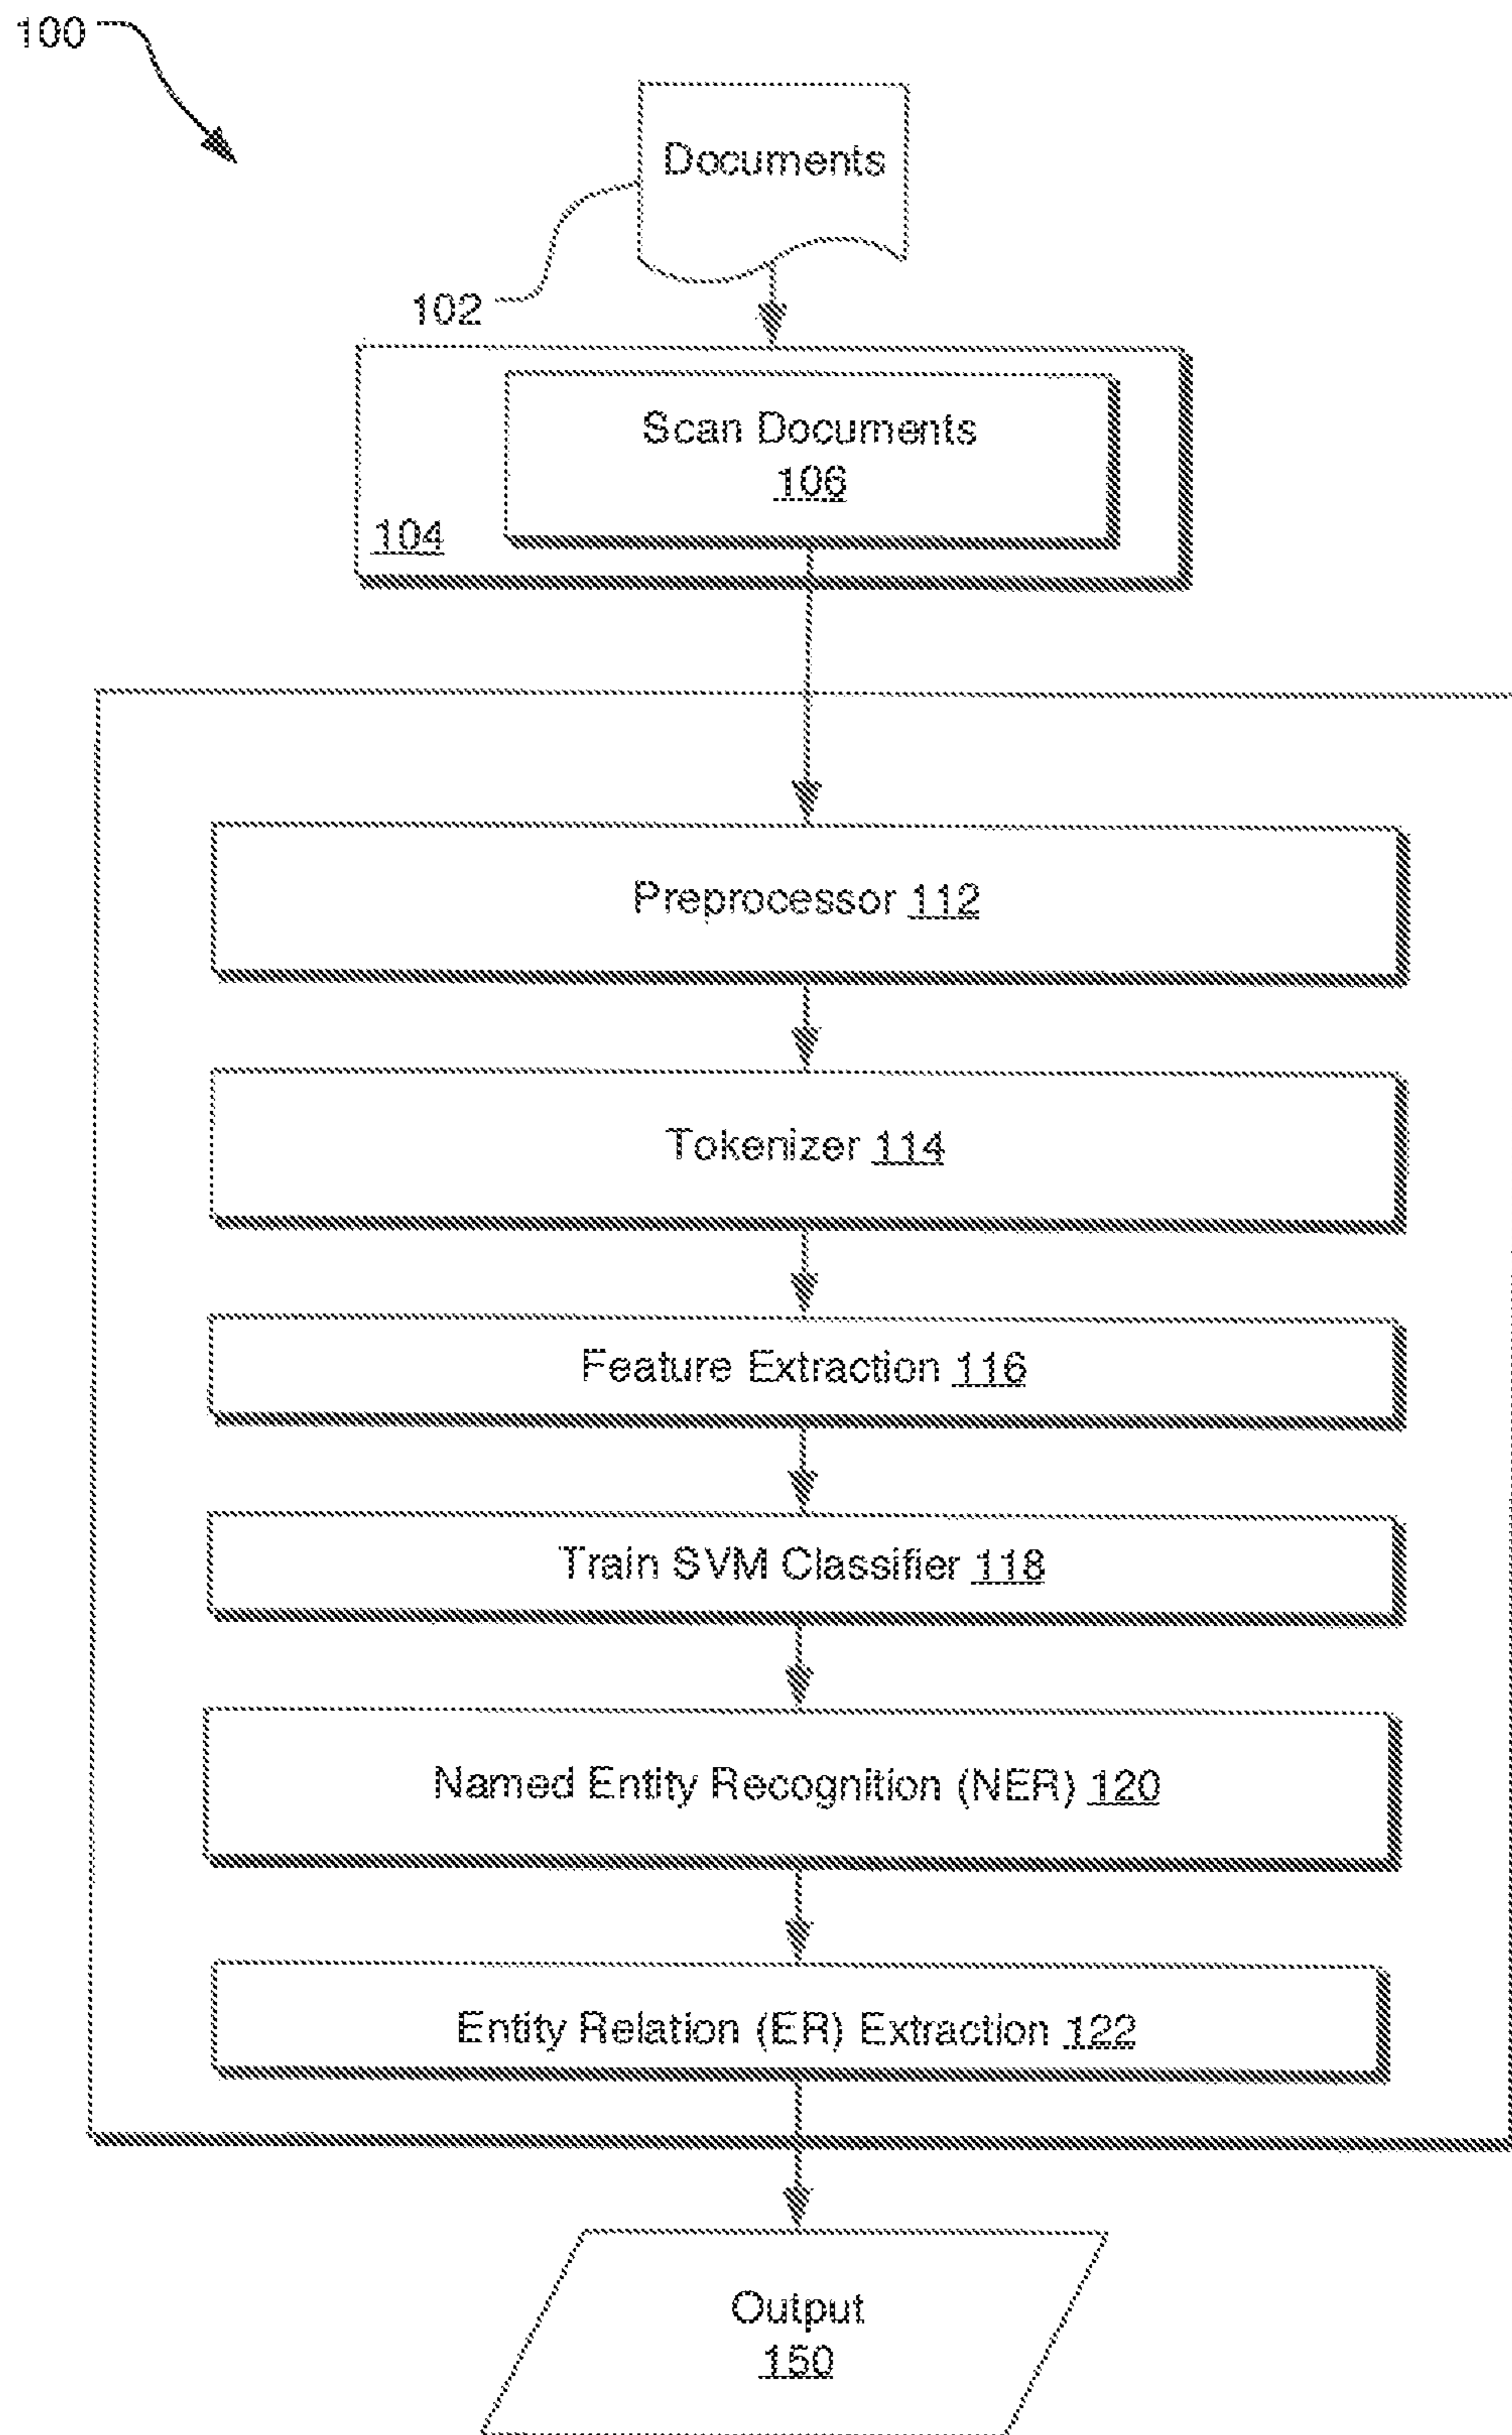 100
Documents
102
Scan Documents
106
104
Preprocessor 112
Tokenizer 114
Feature Extraction 116
Train SVM Classifier 118
Named Entity Recognition (NER) 120
Entity Relation (ER) Extraction 122
Output
150